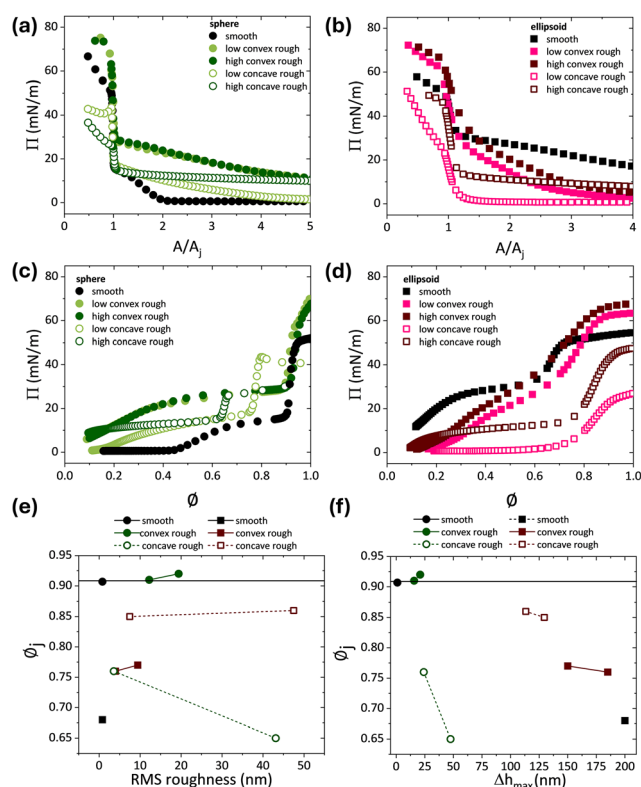 (a)
sphere
smooth
low convex rough
high convex rough
low concave rough
high concave rough
80
60
40
20
0
Π (mN/m)
0 1 2 3 4 5
A/Aj
(b)
ellipsoid
smooth
low convex rough
high convex rough
low concave rough
high concave rough
80
60
40
20
0
Π (mN/m)
0 1 2 3 4
A/Aj
(c)
sphere
smooth
low convex rough
high convex rough
low concave rough
high concave rough
80
60
40
20
0
Π (mN/m)
0.0 0.2 0.4 0.6 0.8 1.0
Ø
(d)
ellipsoid
smooth
low convex rough
high convex rough
low concave rough
high concave rough
80
60
40
20
0
Π (mN/m)
0.0 0.2 0.4 0.6 0.8 1.0
Ø
(e)
smooth smooth
convex rough convex rough
concave rough concave rough
0.95
0.90
0.85
0.80
0.75
0.70
0.65
Øj
0 10 20 30 40 50
RMS roughness (nm)
(f)
smooth smooth
convex rough convex rough
concave rough concave rough
0.95
0.90
0.85
0.80
0.75
0.70
0.65
Øj
0 25 50 75 100 125 150 175 200
Δhmax(nm)